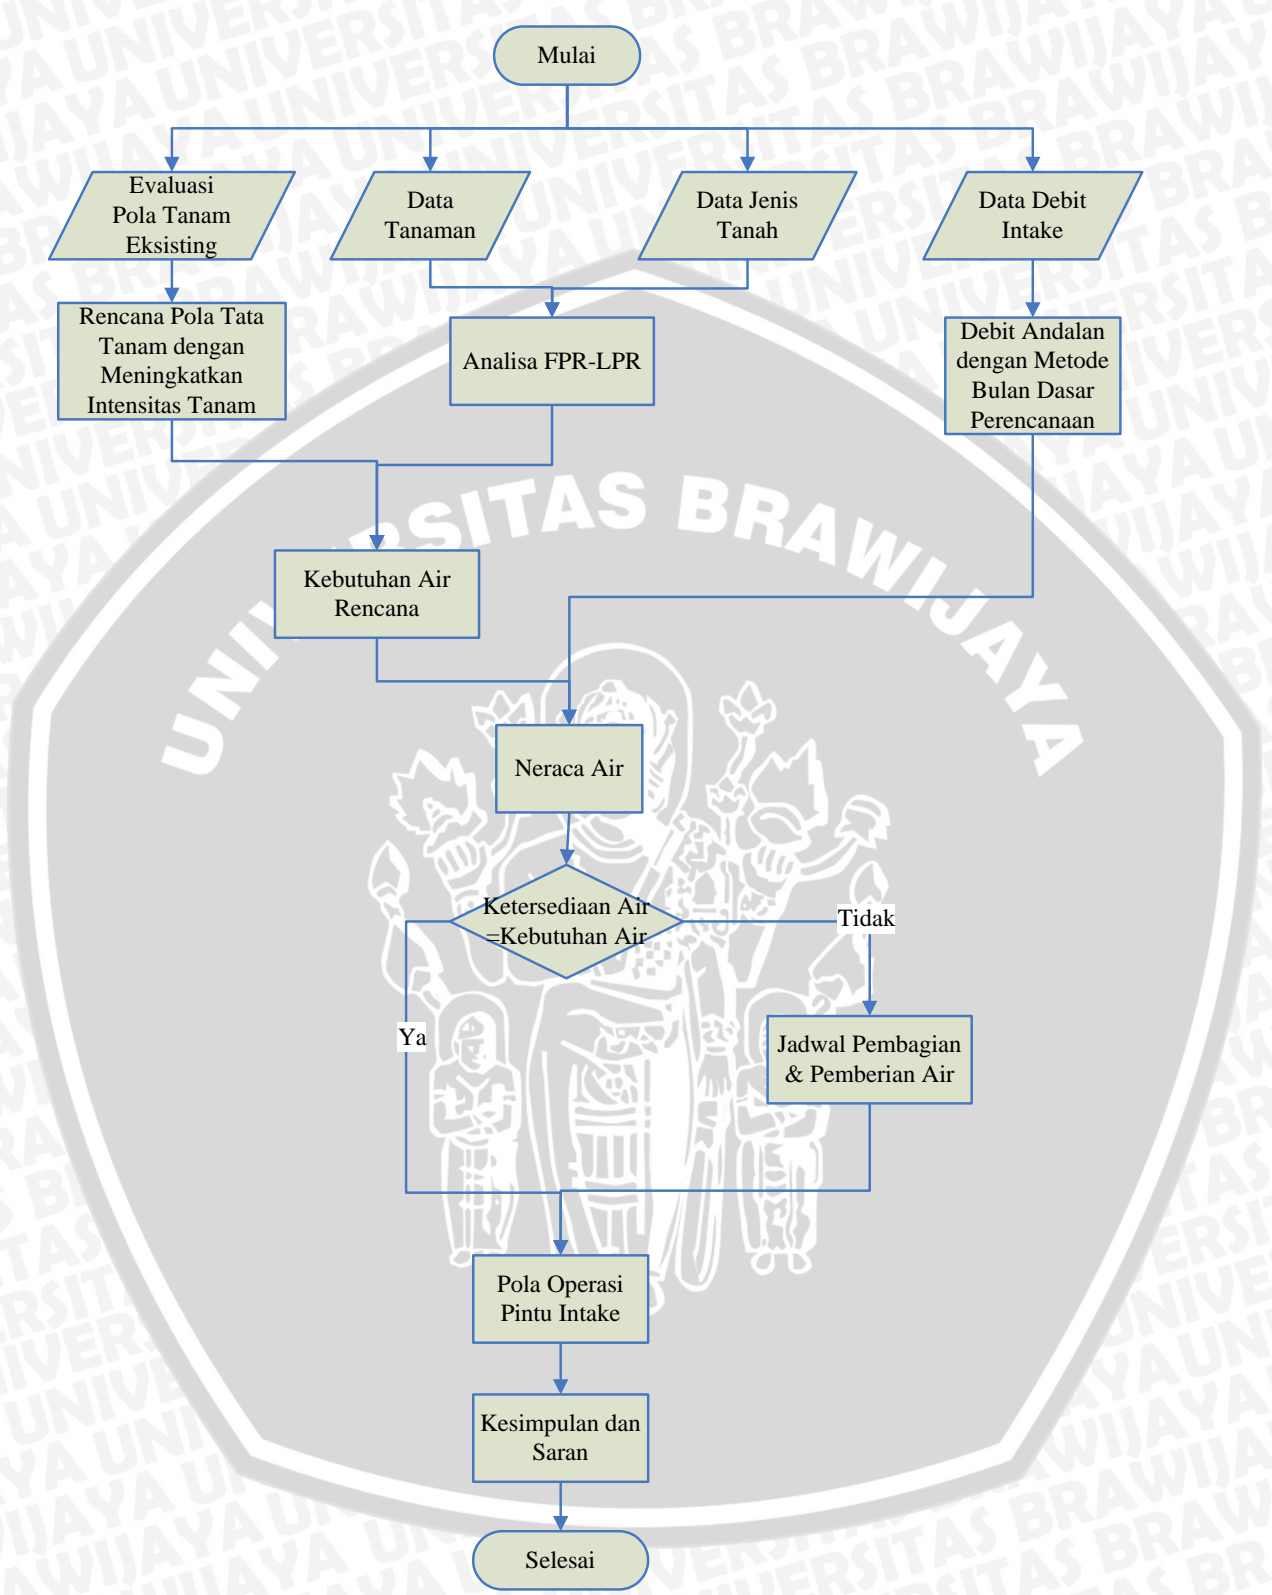 Mulai
Evaluasi
Pola Tanam
Eksisting
Data
Tanaman
Data Jenis
Tanah
Data Debit
Intake
Rencana Pola Tata
Tanam dengan
Meningkatkan
Intensitas Tanam
Analisa FPR-LPR
Debit Andalan
dengan Metode
Bulan Dasar
Perencanaan
UNIVERSITAS BRAWIJAYA
Kebutuhan Air
Rencana
Neraca Air
Ketersediaan Air
=Kebutuhan Air
Tidak
Ya
Jadwal Pembagian
& Pemberian Air
Pola Operasi
Pintu Intake
Kesimpulan dan
Saran
Selesai